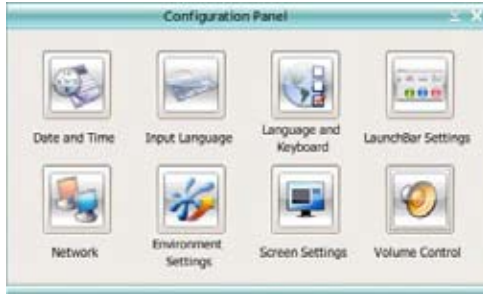 Configuration Panel
Date and Time
Input Language
Language and
Keyboard
LaunchBar Settings
Network
Environment
Settings
Screen Settings
Volume Control